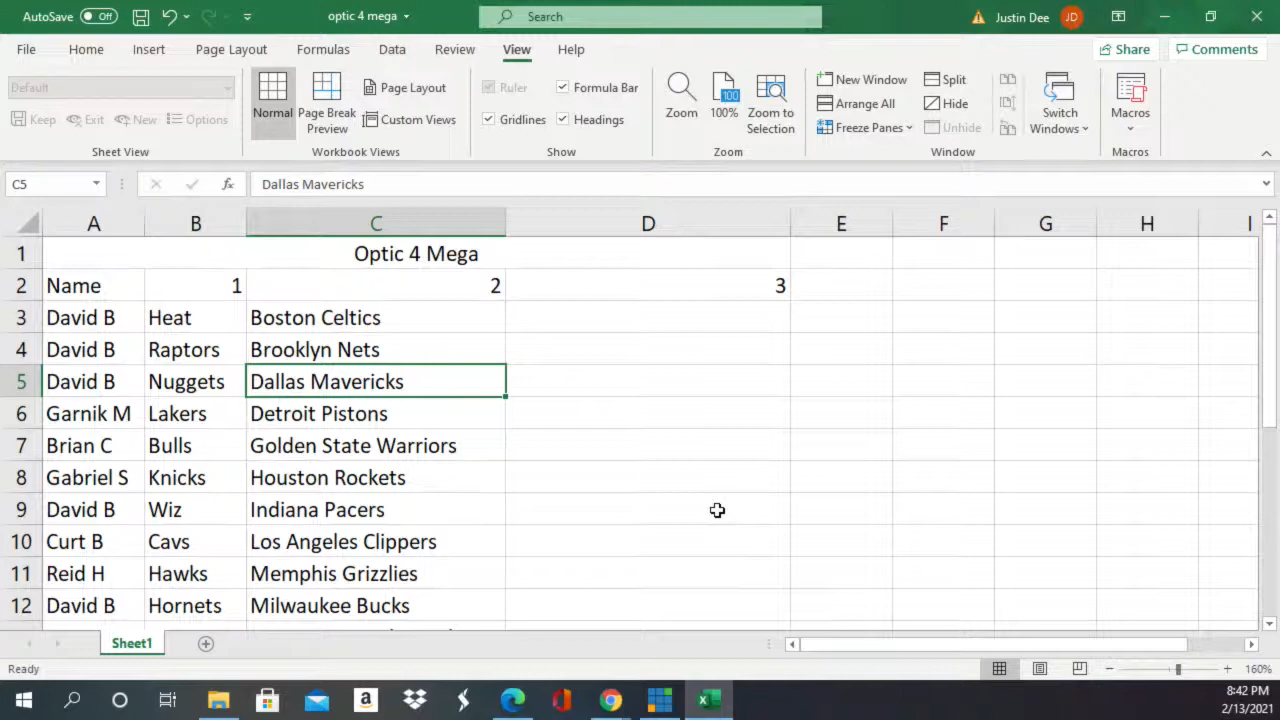 AutoSave Off optic 4 mega Search Justin Dee JD
File Home Insert Page Layout Formulas Data Review View Help Share Comments
Default
Keep Exit New Options
Sheet View
Normal
Page Break
Preview
Page Layout
Custom Views
Workbook Views
Ruler Formula Bar
Gridlines Headings
Show
Zoom
100
100%
Zoom to
Selection
Zoom
New Window
Arrange All
Freeze Panes
Split
Hide
Unhide
Switch
Windows
Window
Macros
Macros
C5 fx Dallas Mavericks
A B C D E F G H I
1 Optic 4 Mega
2 Name 1 2 3
3 David B Heat Boston Celtics
4 David B Raptors Brooklyn Nets
5 David B Nuggets Dallas Mavericks
6 Garnik M Lakers Detroit Pistons
7 Brian C Bulls Golden State Warriors
8 Gabriel S Knicks Houston Rockets
9 David B Wiz Indiana Pacers
10 Curt B Cavs Los Angeles Clippers
11 Reid H Hawks Memphis Grizzlies
12 David B Hornets Milwaukee Bucks
Sheet1
Ready 160%
8:42 PM
2/13/2021